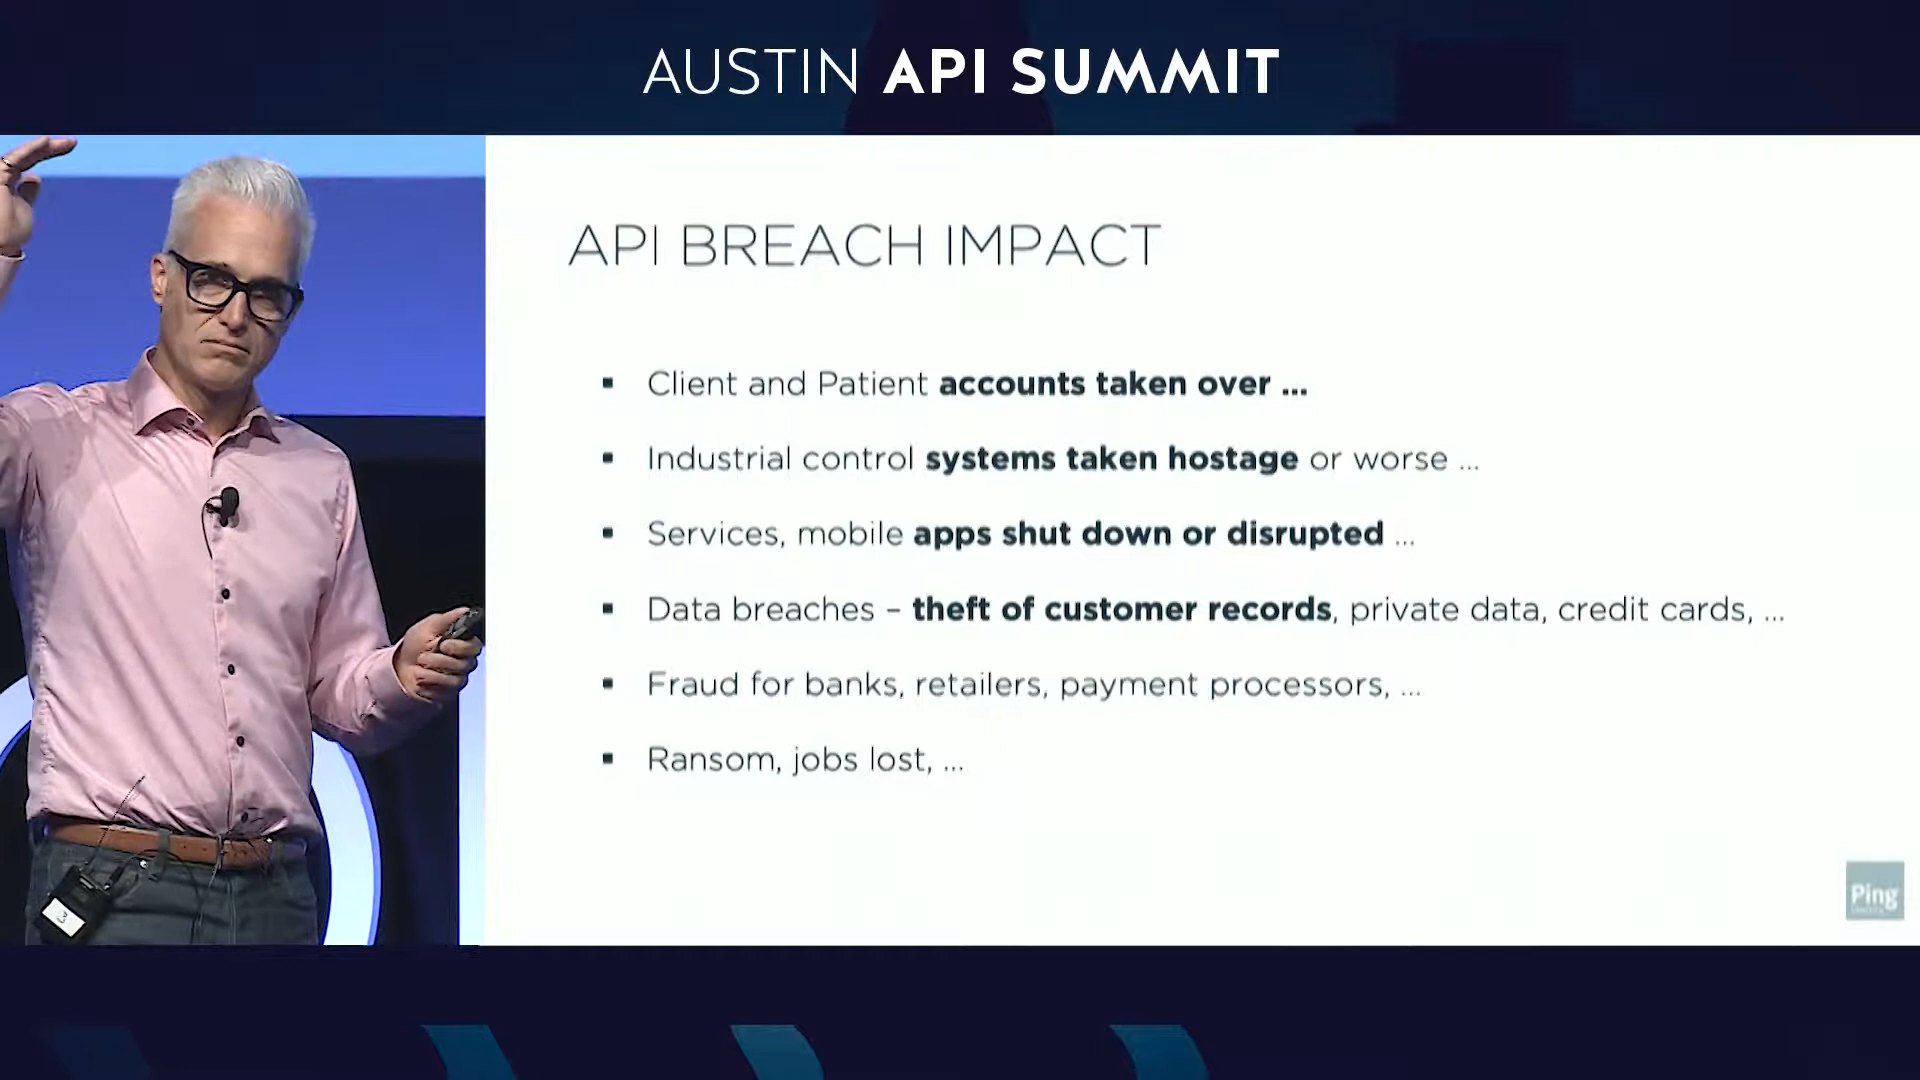 AUSTIN API SUMMIT
API BREACH IMPACT
▪ Client and Patient accounts taken over ...
▪ Industrial control systems taken hostage or worse ...
▪ Services, mobile apps shut down or disrupted ...
▪ Data breaches – theft of customer records, private data, credit cards, ...
▪ Fraud for banks, retailers, payment processors, ...
▪ Ransom, jobs lost, ...
Ping
3